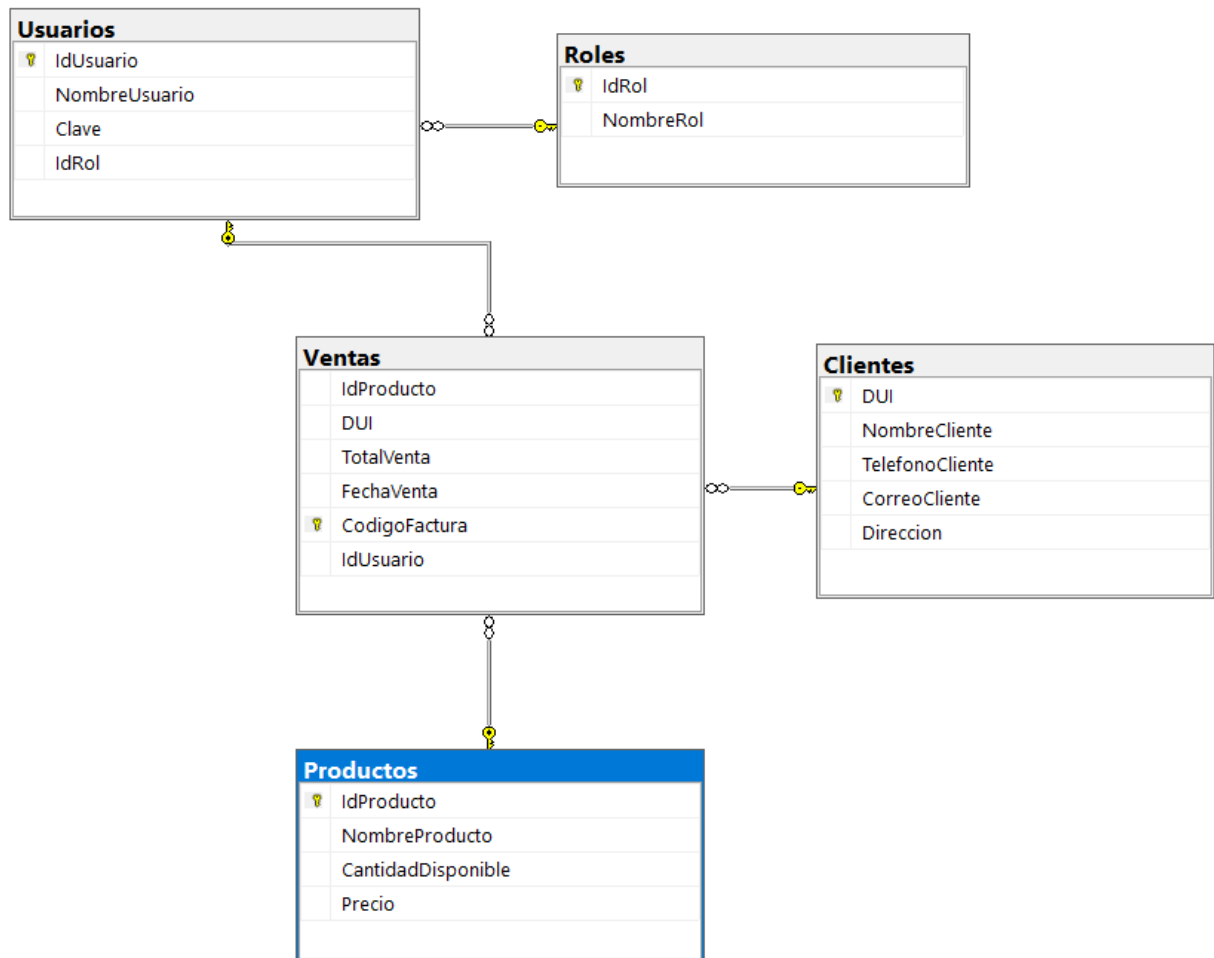 Usuarios
IdUsuario
NombreUsuario
Clave
IdRol
Roles
IdRol
NombreRol
Ventas
IdProducto
DUI
TotalVenta
FechaVenta
CodigoFactura
IdUsuario
Clientes
DUI
NombreCliente
TelefonoCliente
CorreoCliente
Direccion
Productos
IdProducto
NombreProducto
CantidadDisponible
Precio